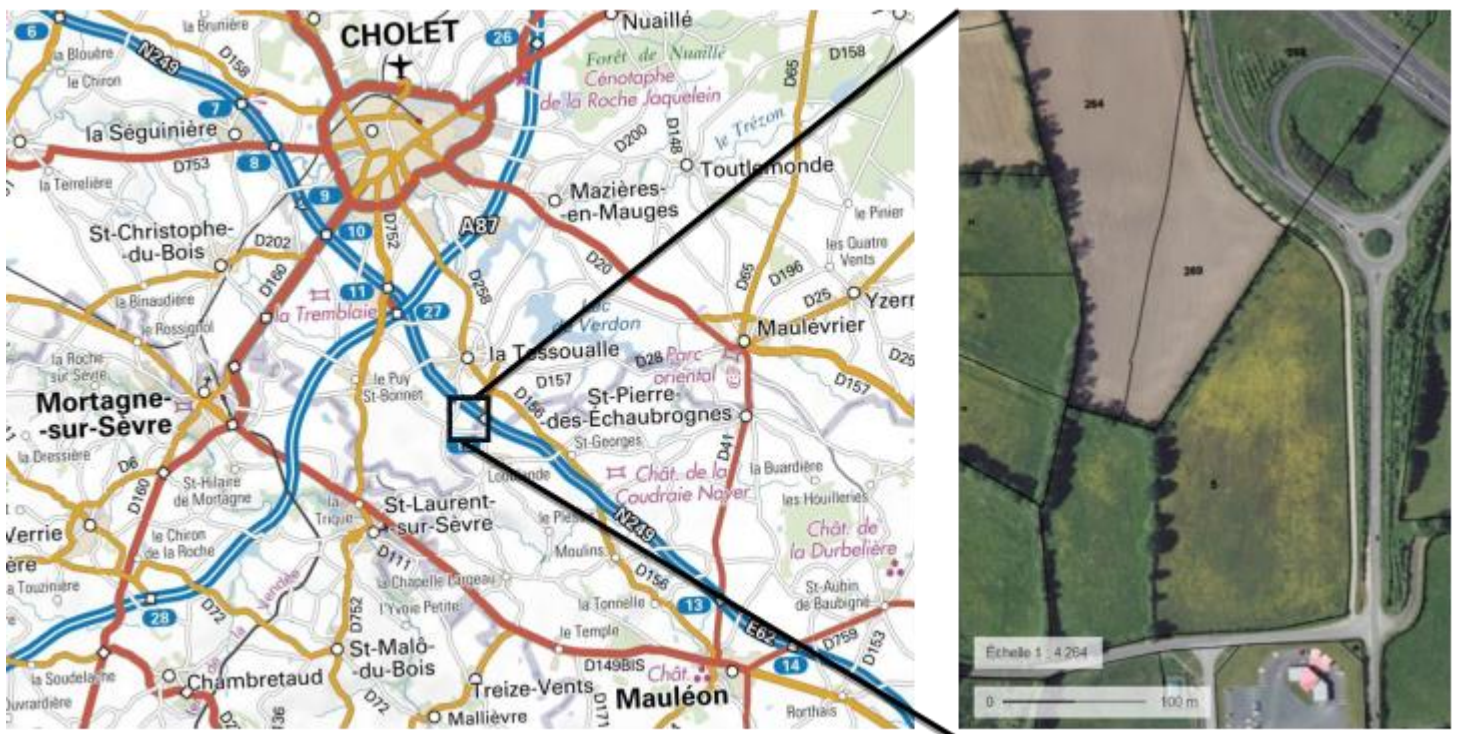 CHOLET
Nuaillé
la Brunière
6
26
N249
D158
D158
D65
la Blouère
le Chiron
Forêt de Nuaillé
Cénotaphe
de la Roche Jaquelein
7
la Séguinière
le Trézon
D200
D148
8
D753
Toutlemonde
la Terrelière
9
Mazières-
-en-Mauges
le Pinier
D752
A87
St-Christophe-
-du-Bois
D202
10
les Quatre
Vents
D160
D258
D20
D65
D196
11
la Binaudière
27
D25
Yzern
la Tremblaie
le Rossignol
Lac
de Verdon
Maulévrier
la Roche
sur Sèvre
la Tessoualle
D28
Parc
oriental
D25
D157
D157
le Puy
St-Bonnet
D156
St-Pierre-
-des-Échaubrognes
Mortagne-
-sur-Sèvre
St-Georges
la Dressière
D41
D6
Loublande
Chât. de la
Coudraie Noyer
la Buardière
D160
St-Hilaire
de Mortagne
les Houilleries
la
Trique
St-Laurent-
-sur-Sèvre
N249
Chât. de
la Durbelière
Verrie
le Chiron
de la Roche
D111
Moulins
la Chapelle Largeau
D156
St-Aubin
de Baubigné
la Touzinière
Vendée
l'Yvoie Petite
la Tonnelle
13
28
D72
D752
E62
D759
D153
le Temple
St-Malô-
-du-Bois
D149BIS
14
la Soudelagne
Chât.
Chambretaud
Treize-Vents
Mauléon
D72
D171
Mallièvre
Rorthais
264
269
5
Échelle 1 : 4 264
0 100 m